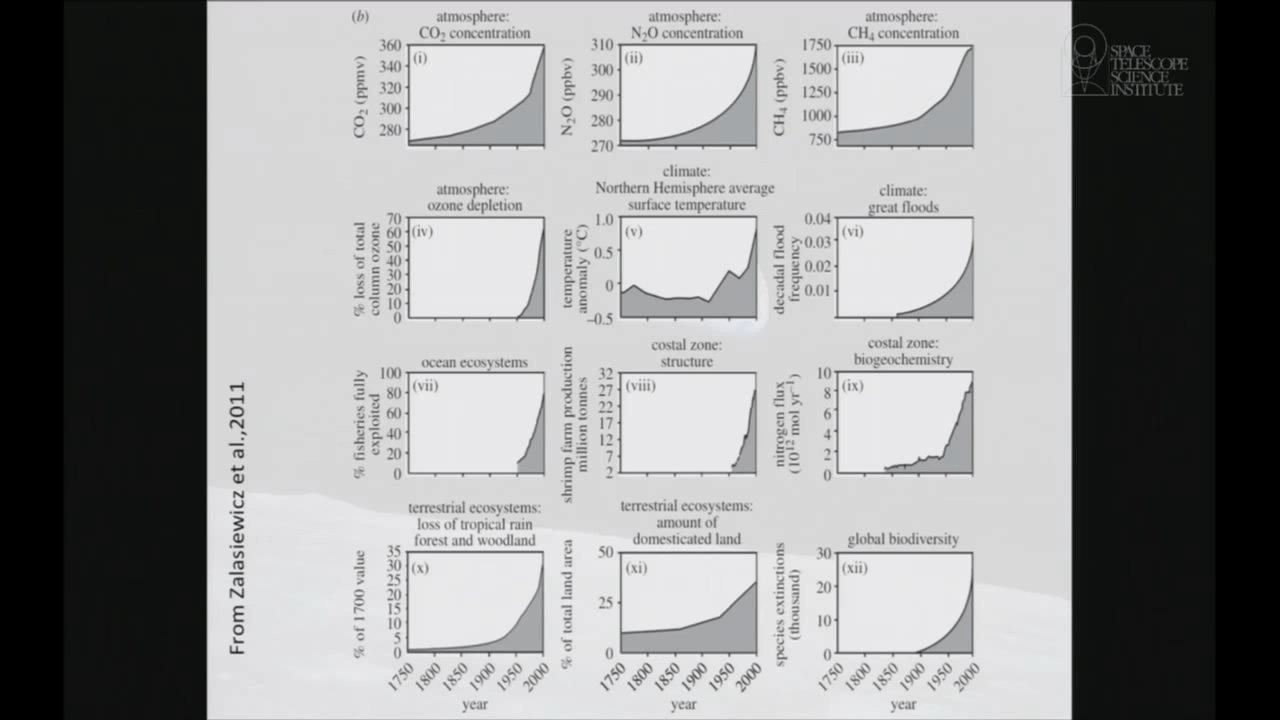 (b)
atmosphere:
CO₂ concentration
360
340
320
300
280
CO₂ (ppmv)
(i)
atmosphere:
N₂O concentration
310
300
290
280
270
N₂O (ppbv)
(ii)
atmosphere:
CH₄ concentration
1750
1500
1250
1000
750
CH₄ (ppbv)
(iii)
SPACE
TELESCOPE
SCIENCE
INSTITUTE
atmosphere:
ozone depletion
70
60
50
40
30
20
10
0
% loss of total
column ozone
(iv)
climate:
Northern Hemisphere average
surface temperature
1.0
0.5
0
–0.5
temperature
anomaly (°C)
(v)
climate:
great floods
0.04
0.03
0.02
0.01
decadal flood
frequency
(vi)
ocean ecosystems
100
80
60
40
20
0
% fisheries fully
exploited
(vii)
costal zone:
structure
32
27
22
17
12
7
2
shrimp farm production
million tonnes
(viii)
costal zone:
biogeochemistry
10
8
6
4
2
0
nitrogen flux
(10¹² mol yr⁻¹)
(ix)
From Zalasiewicz et al.,2011
terrestrial ecosystems:
loss of tropical rain
forest and woodland
35
30
25
20
15
10
5
0
% of 1700 value
(x)
1750 1800 1850 1900 1950 2000
year
terrestrial ecosystems:
amount of
domesticated land
50
25
0
% of total land area
(xi)
1750 1800 1850 1900 1950 2000
year
global biodiversity
30
20
10
0
species extinctions
(thousand)
(xii)
1750 1800 1850 1900 1950 2000
year